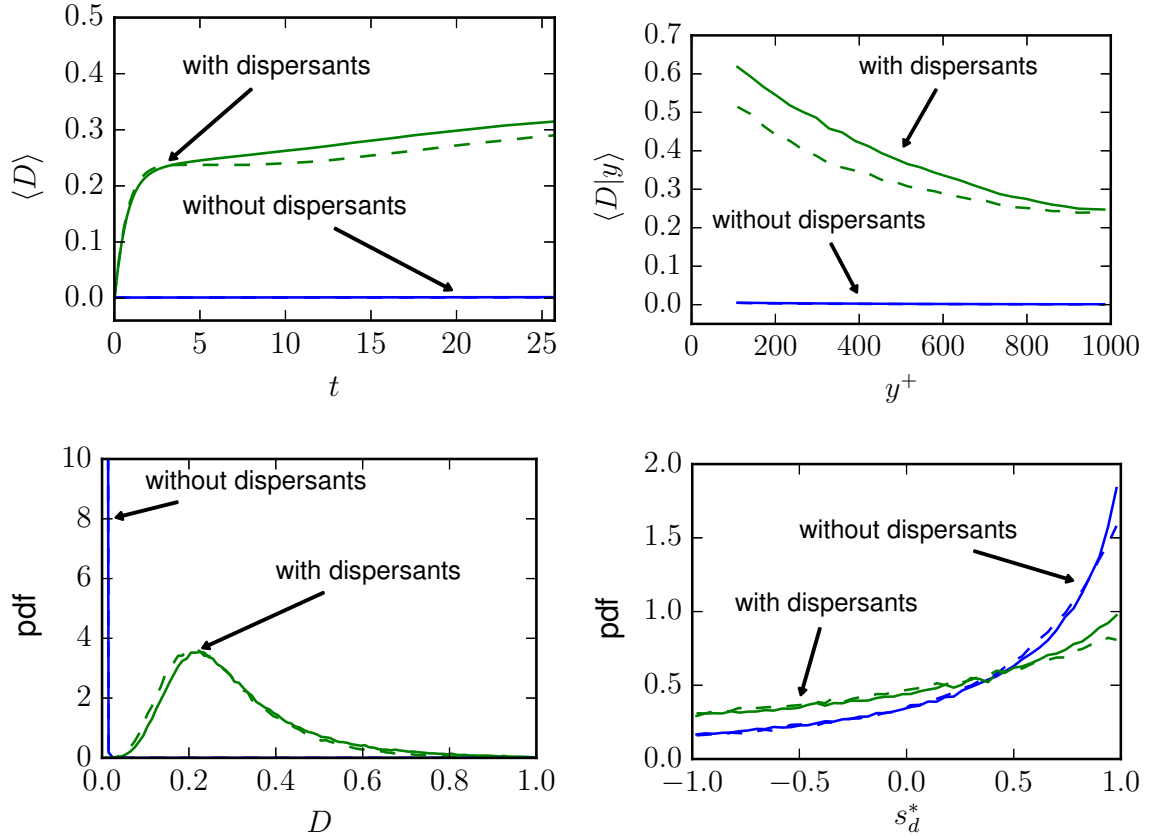 0.5
0.4
0.3
0.2
0.1
0.0
⟨D⟩
with dispersants
without dispersants
0 5 10 15 20 25
t
0.7
0.6
0.5
0.4
0.3
0.2
0.1
0.0
⟨D|y⟩
with dispersants
without dispersants
0 200 400 600 800 1000
y⁺
10
8
6
4
2
0
pdf
without dispersants
with dispersants
0.0 0.2 0.4 0.6 0.8 1.0
D
2.0
1.5
1.0
0.5
0.0
pdf
without dispersants
with dispersants
−1.0 −0.5 0.0 0.5 1.0
s*_d